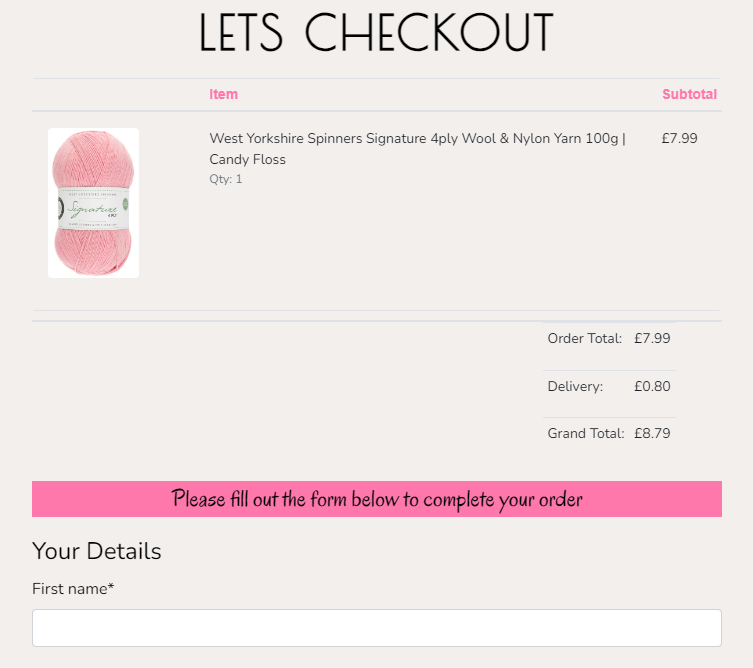 LETS CHECKOUT
Item Subtotal
West Yorkshire Spinners Signature 4ply Wool & Nylon Yarn 100g | £7.99
Candy Floss
Qty: 1
Signature
Order Total: £7.99
Delivery: £0.80
Grand Total: £8.79
Please fill out the form below to complete your order
Your Details
First name*